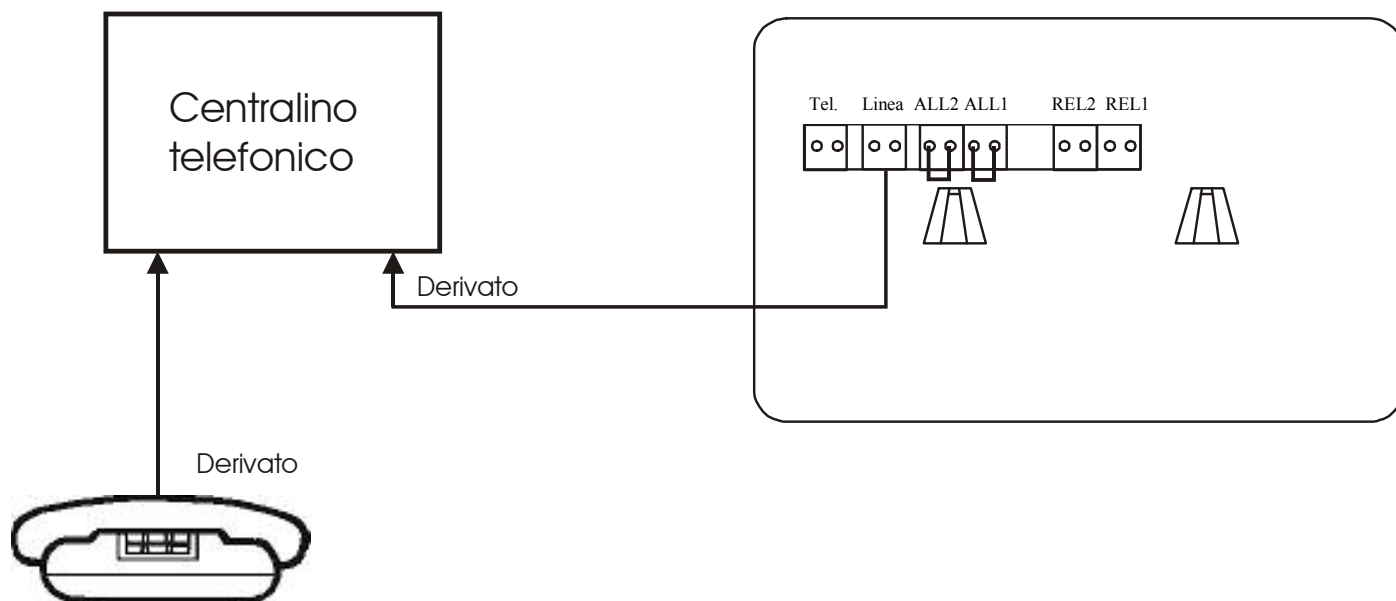 Centralino
telefonico
Tel. Linea ALL2 ALL1 REL2 REL1
Derivato
Derivato